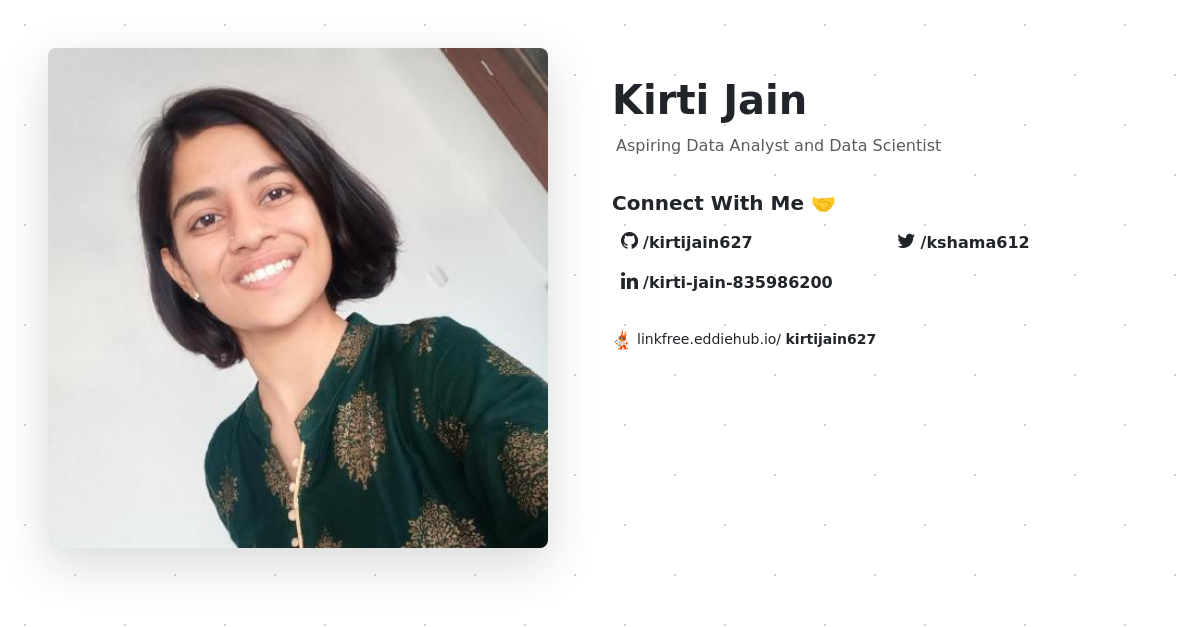 Kirti Jain
Aspiring Data Analyst and Data Scientist
Connect With Me 🤝
/kirtijain627 /kshama612
/kirti-jain-835986200
linkfree.eddiehub.io/ kirtijain627